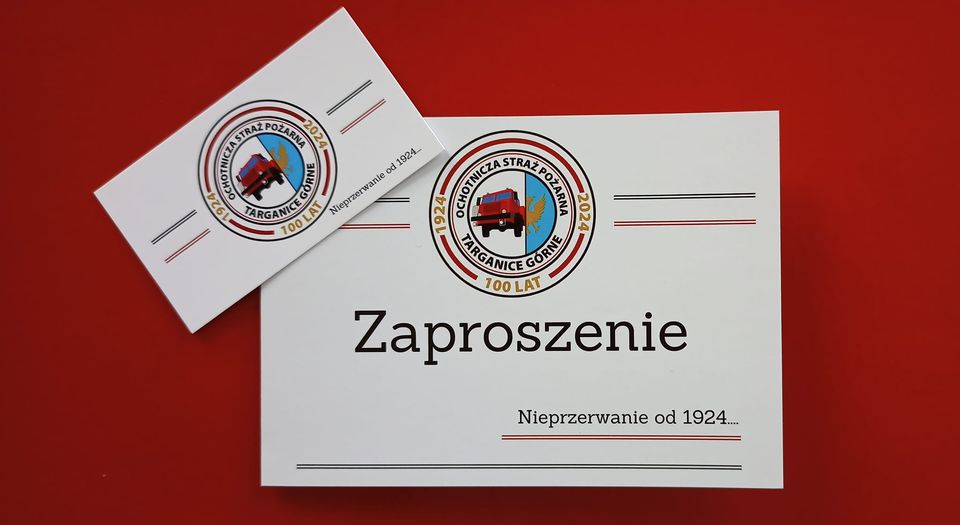 OCHOTNICZA STRAŻ POŻARNA
TARGANICE GÓRNE
1924
2024
100 LAT
Nieprzerwanie od 1924...
OCHOTNICZA STRAŻ POŻARNA
TARGANICE GÓRNE
1924
2024
100 LAT
Zaproszenie
Nieprzerwanie od 1924....